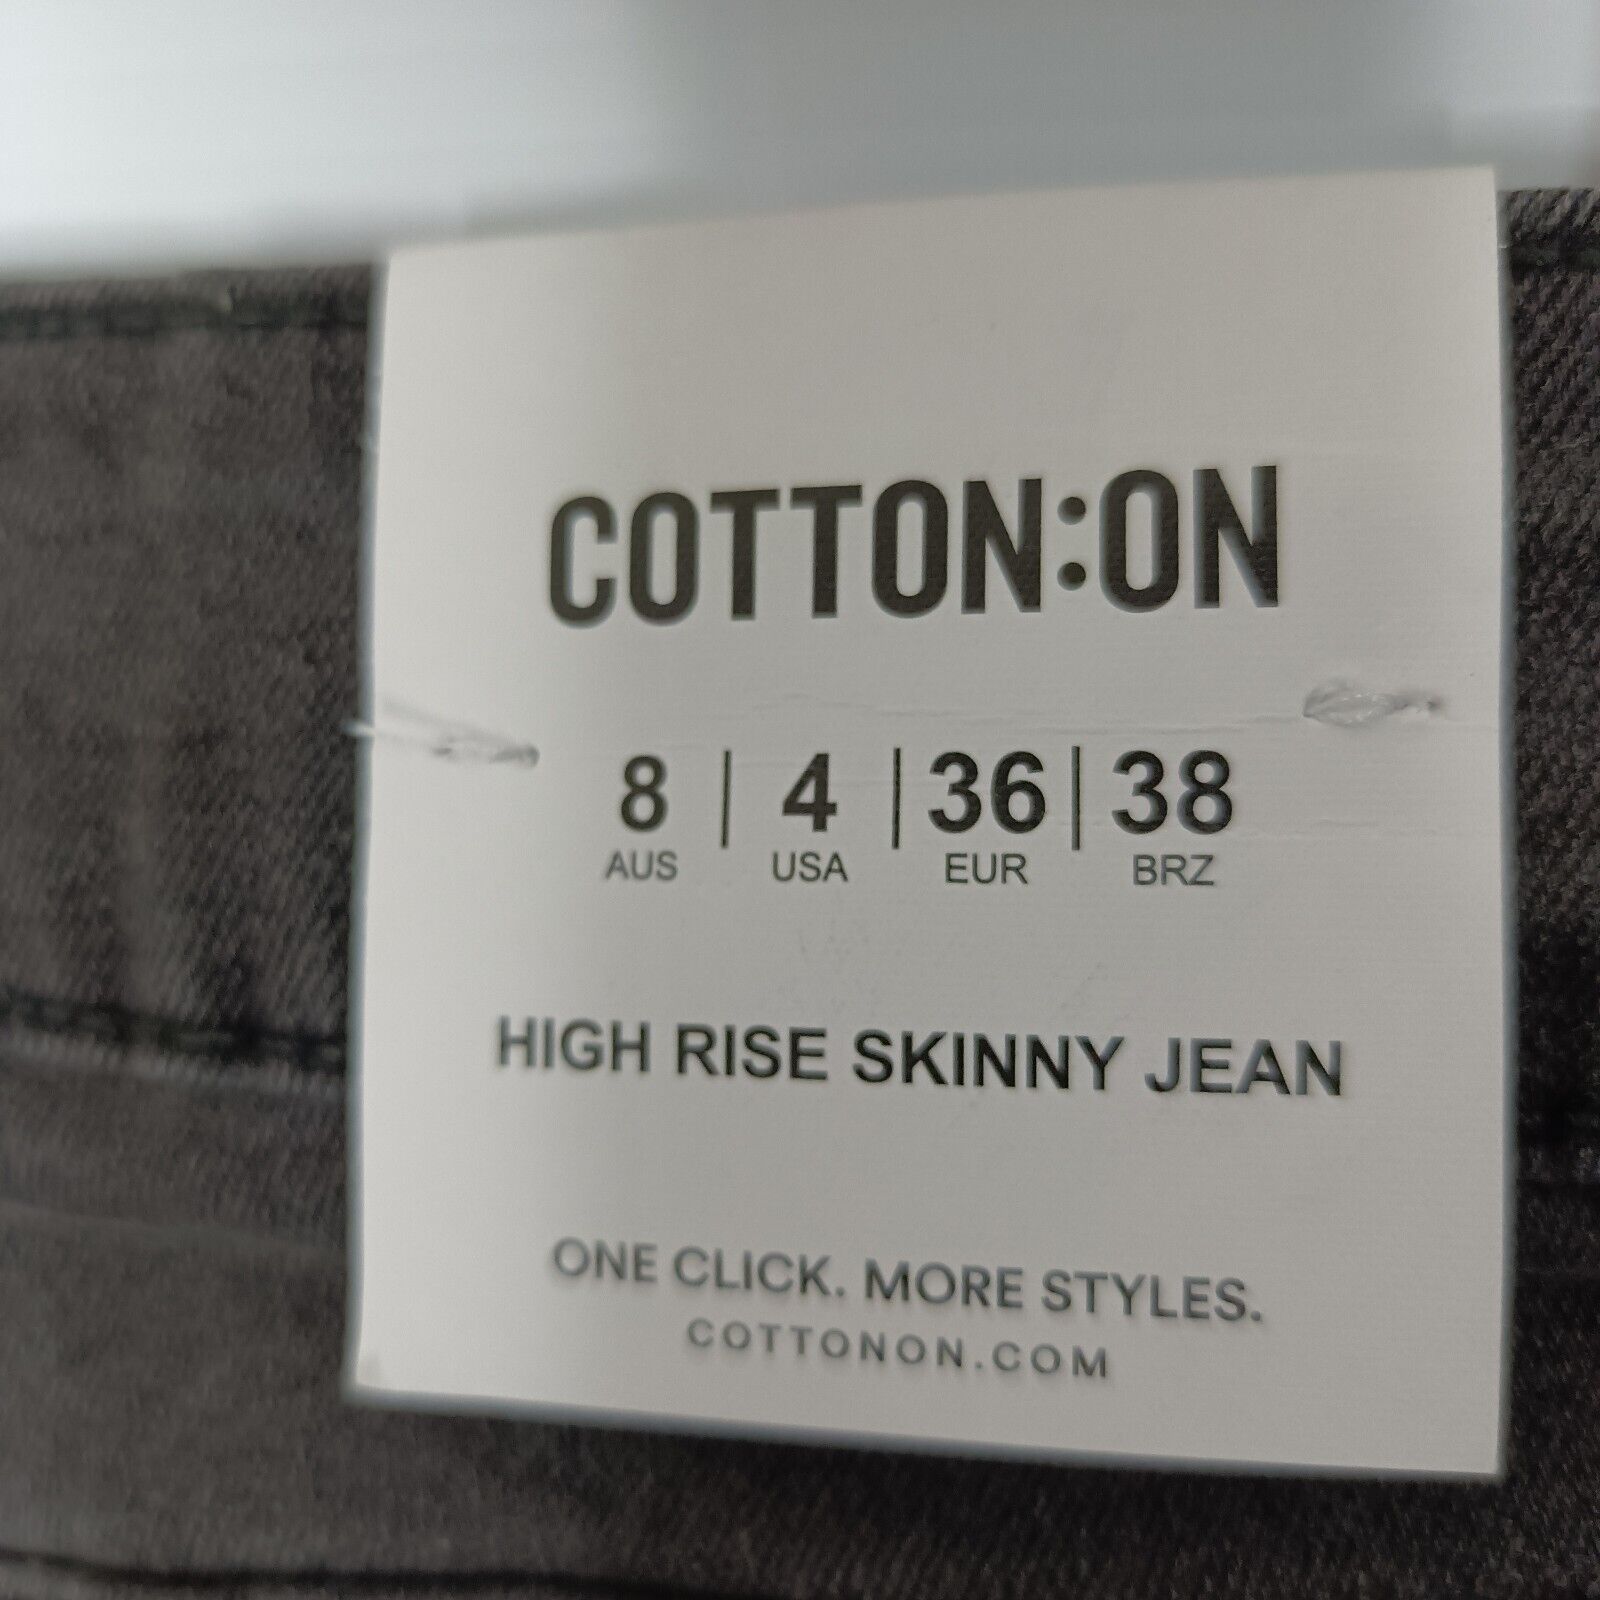 COTTON:ON
8 | 4 | 36 | 38
AUS USA EUR BRZ
HIGH RISE SKINNY JEAN
ONE CLICK. MORE STYLES.
COTTONON.COM